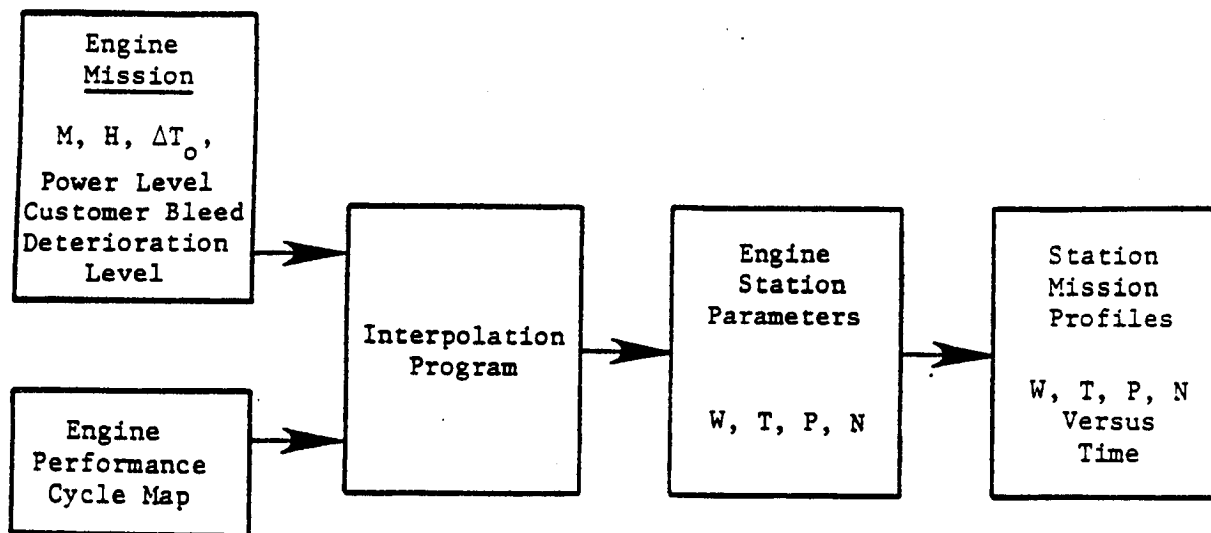 Engine
Mission
M, H, ΔT₀,
Power Level
Customer Bleed
Deterioration
Level
Engine
Performance
Cycle Map
Interpolation
Program
Engine
Station
Parameters
W, T, P, N
Station
Mission
Profiles
W, T, P, N
Versus
Time